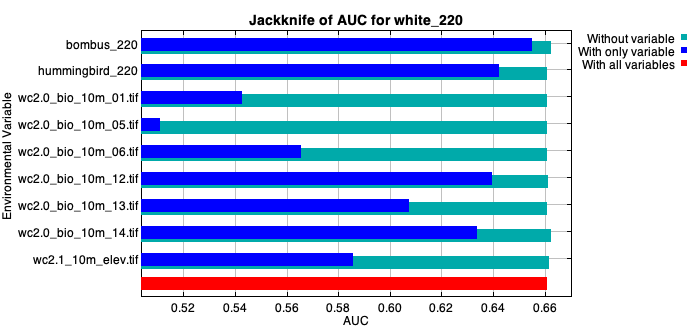 Jackknife of AUC for white_220
Without variable
With only variable
With all variables
Environmental Variable
bombus_220
hummingbird_220
wc2.0_bio_10m_01.tif
wc2.0_bio_10m_05.tif
wc2.0_bio_10m_06.tif
wc2.0_bio_10m_12.tif
wc2.0_bio_10m_13.tif
wc2.0_bio_10m_14.tif
wc2.1_10m_elev.tif
0.52 0.54 0.56 0.58 0.60 0.62 0.64 0.66
AUC